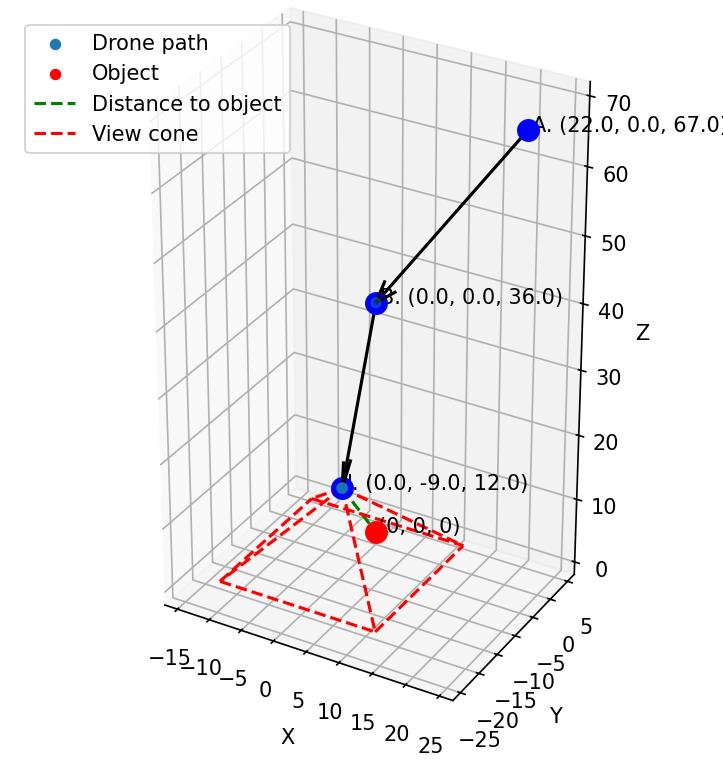 Drone path
Object
Distance to object
View cone
A. (22.0, 0.0, 67.0)
(0.0, 0.0, 36.0)
(0.0, -9.0, 12.0)
(0, 0, 0)
70
60
50
40
30
20
10
0
Z
−15
−10
−5
0
5
10
15
20
25
X
−25
−20
−15
−10
−5
0
5
Y